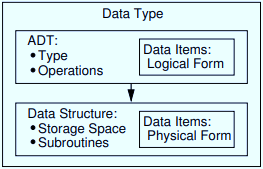 Data Type
ADT:
• Type
• Operations
Data Items:
Logical Form
Data Structure:
• Storage Space
• Subroutines
Data Items:
Physical Form